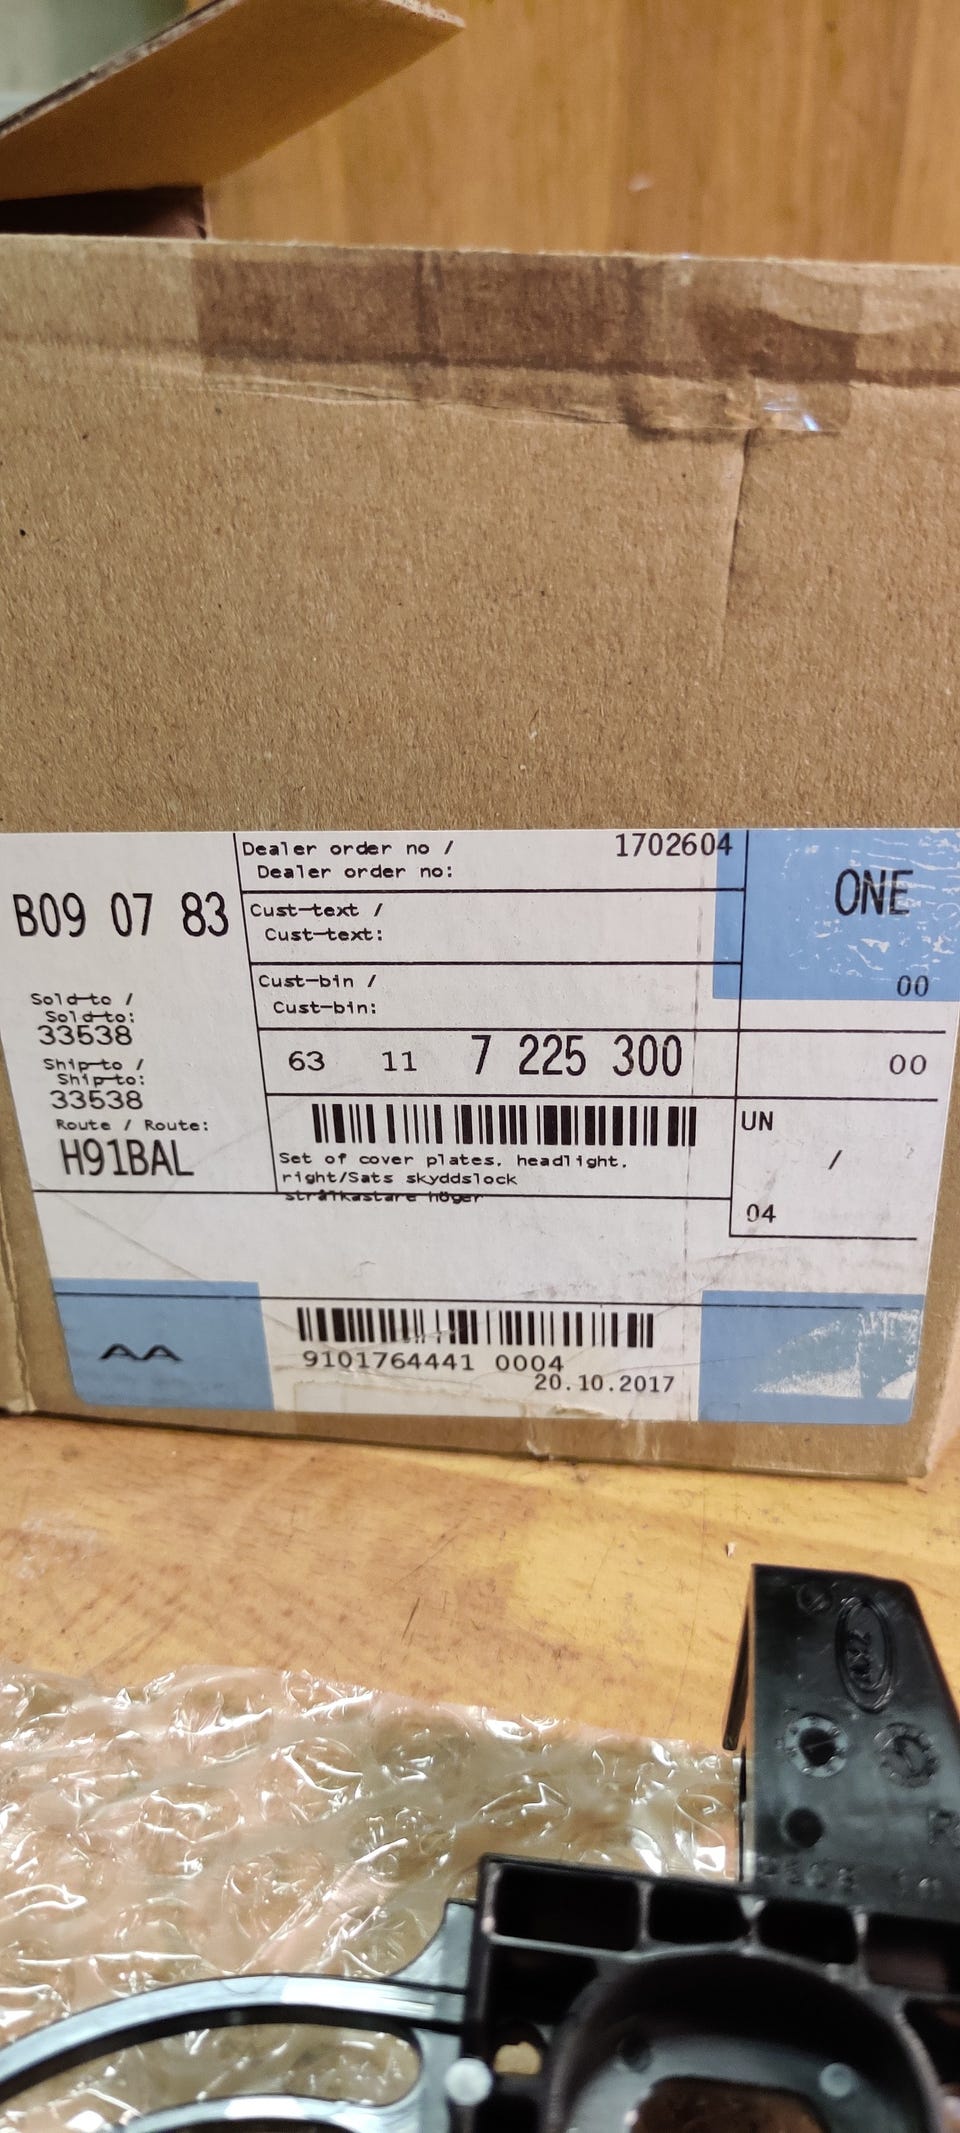 Dealer order no / 1702604
Dealer order no:
ONE
B09 07 83
Cust-text /
Cust-text:
Cust-bin /
Cust-bin:
00
Sold-to /
Sold-to:
33538
63 11 7 225 300
00
Ship-to /
Ship-to:
33538
Route / Route:
H91BAL
UN
/
04
Set of cover plates, headlight,
right/Sats skyddslock
strålkastare höger
AA
9101764441 0004
20.10.2017
ZKW